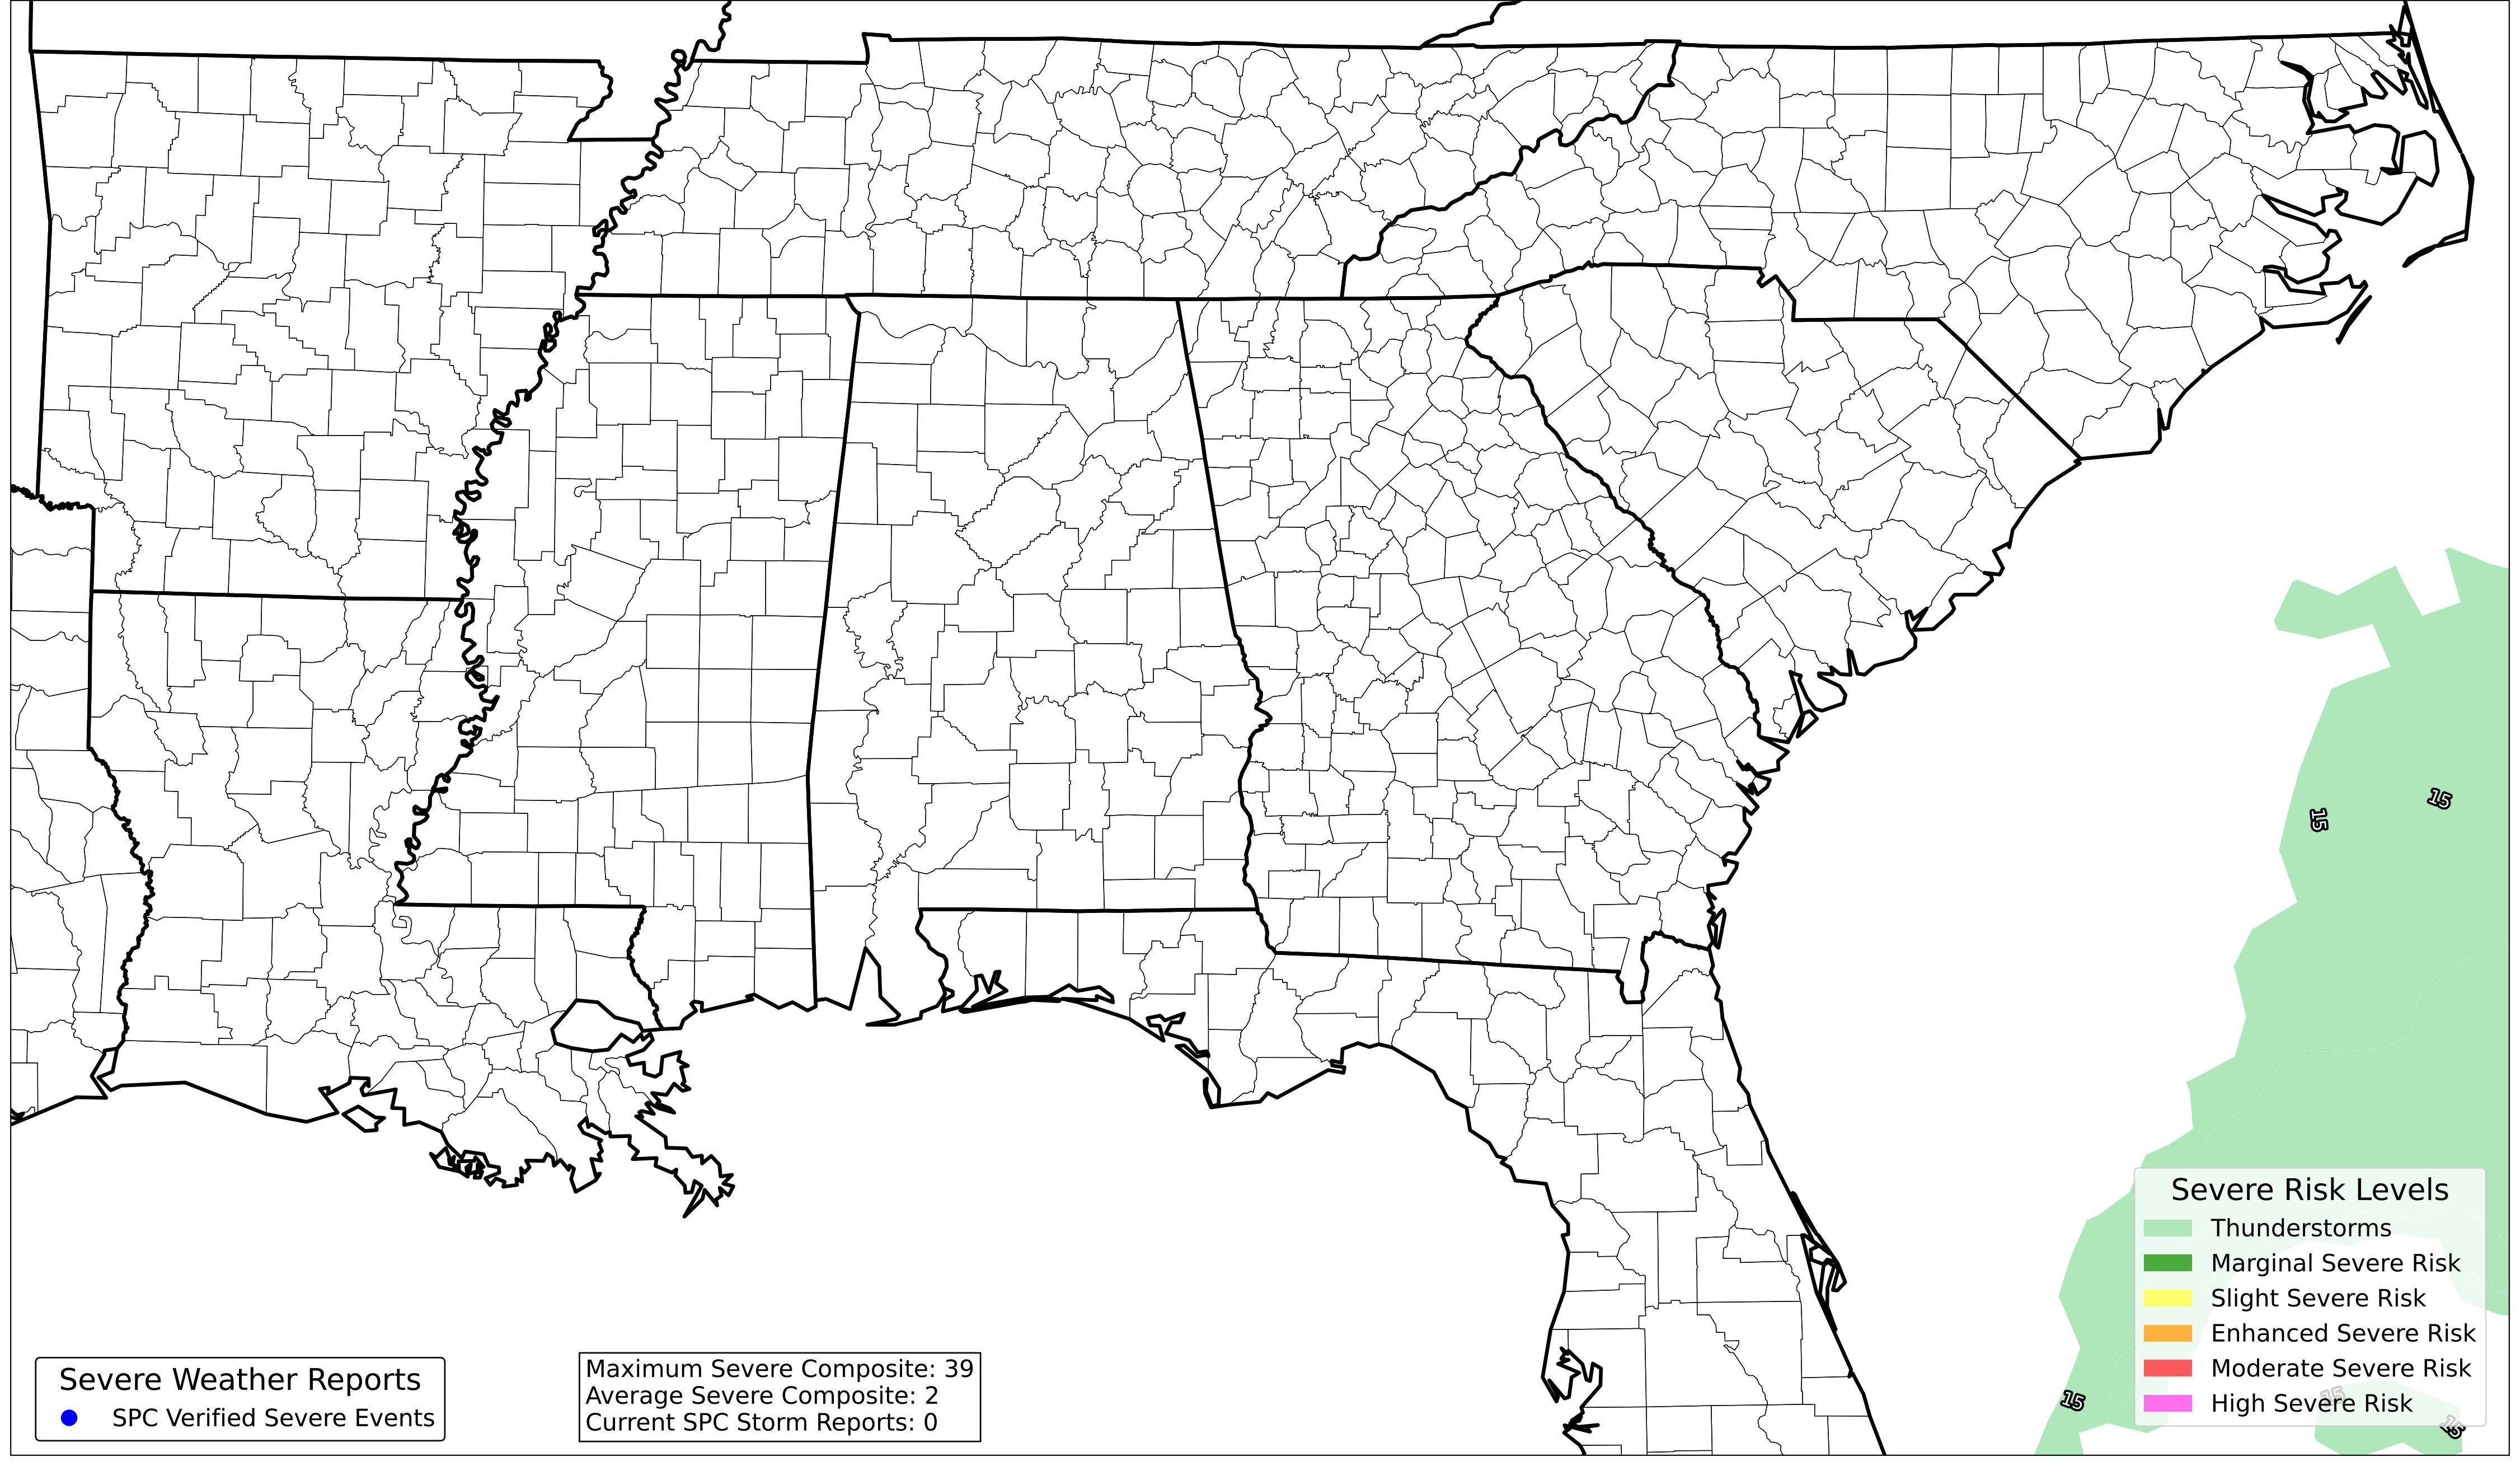 15
15
Severe Risk Levels
Thunderstorms
Marginal Severe Risk
Slight Severe Risk
Enhanced Severe Risk
Moderate Severe Risk
High Severe Risk
15
15
15
Severe Weather Reports
SPC Verified Severe Events
Maximum Severe Composite: 39
Average Severe Composite: 2
Current SPC Storm Reports: 0